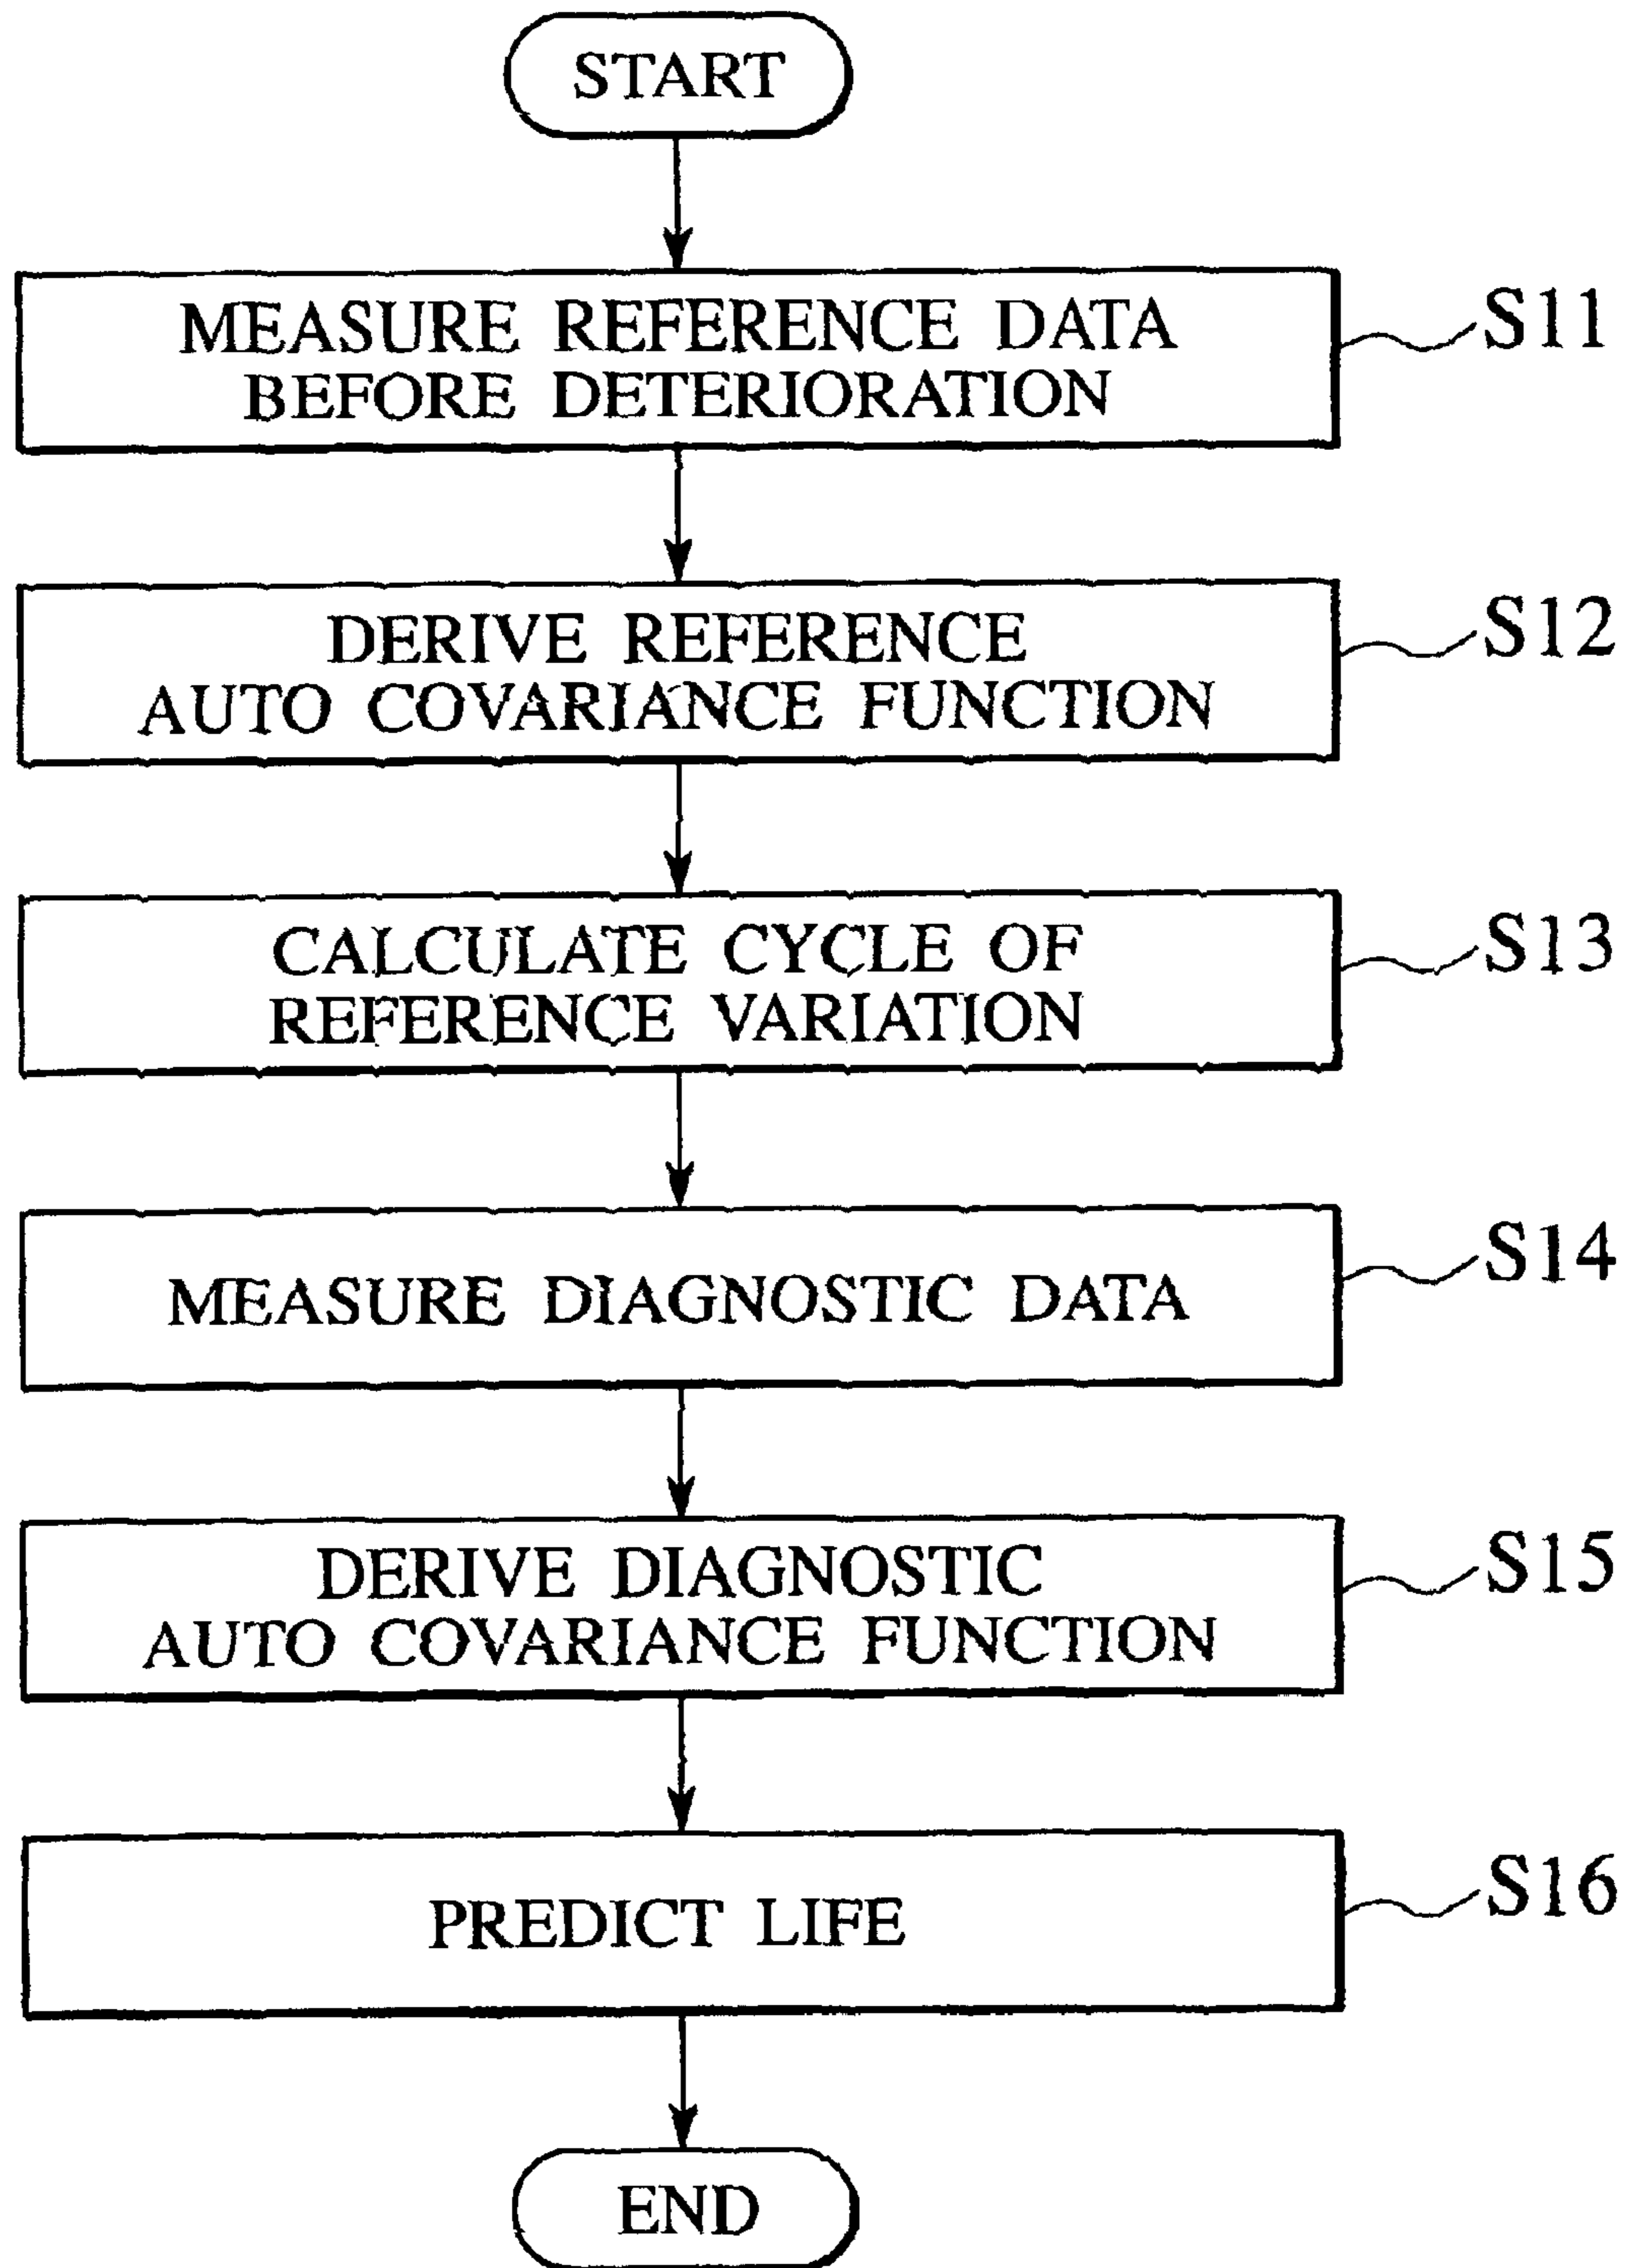 START
MEASURE REFERENCE DATA
BEFORE DETERIORATION
S11
DERIVE REFERENCE
AUTO COVARIANCE FUNCTION
S12
CALCULATE CYCLE OF
REFERENCE VARIATION
S13
MEASURE DIAGNOSTIC DATA
S14
DERIVE DIAGNOSTIC
AUTO COVARIANCE FUNCTION
S15
PREDICT LIFE
S16
END